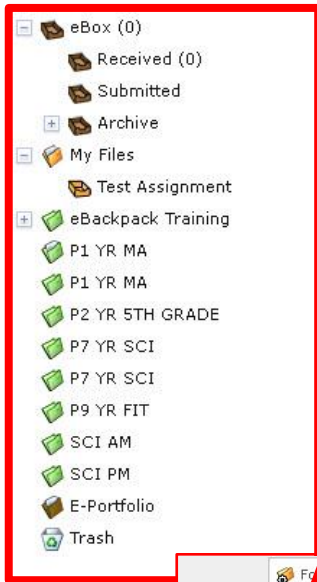 eBox (0)
Received (0)
Submitted
Archive
My Files
Test Assignment
eBackpack Training
P1 YR MA
P1 YR MA
P2 YR 5TH GRADE
P7 YR SCI
P7 YR SCI
P9 YR FIT
SCI AM
SCI PM
E-Portfolio
Trash